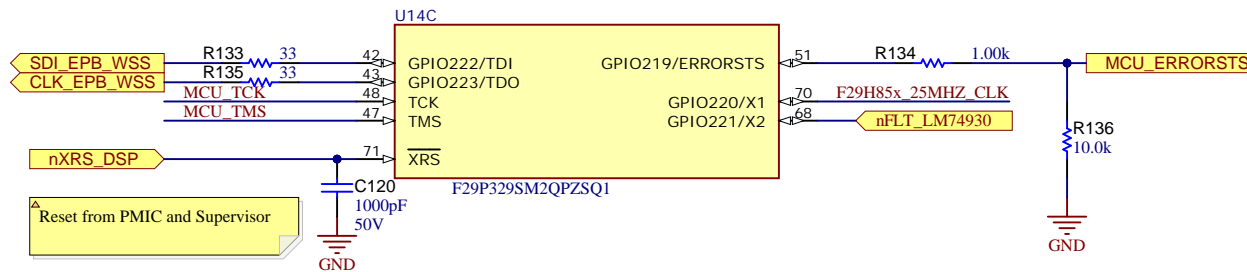 U14C
SDI_EPB_WSS
R133
33
42
GPIO222/TDI
GPIO219/ERRORSTS
51
R134
1.00k
MCU_ERRORSTS
CLK_EPB_WSS
R135
33
43
GPIO223/TDO
MCU_TCK
48
TCK
GPIO220/X1
70
F29H85x_25MHZ_CLK
MCU_TMS
47
TMS
GPIO221/X2
68
nFLT_LM74930
R136
10.0k
nXRS_DSP
71
XRS
F29P329SM2QPZSQ1
C120
1000pF
50V
GND
Reset from PMIC and Supervisor
GND